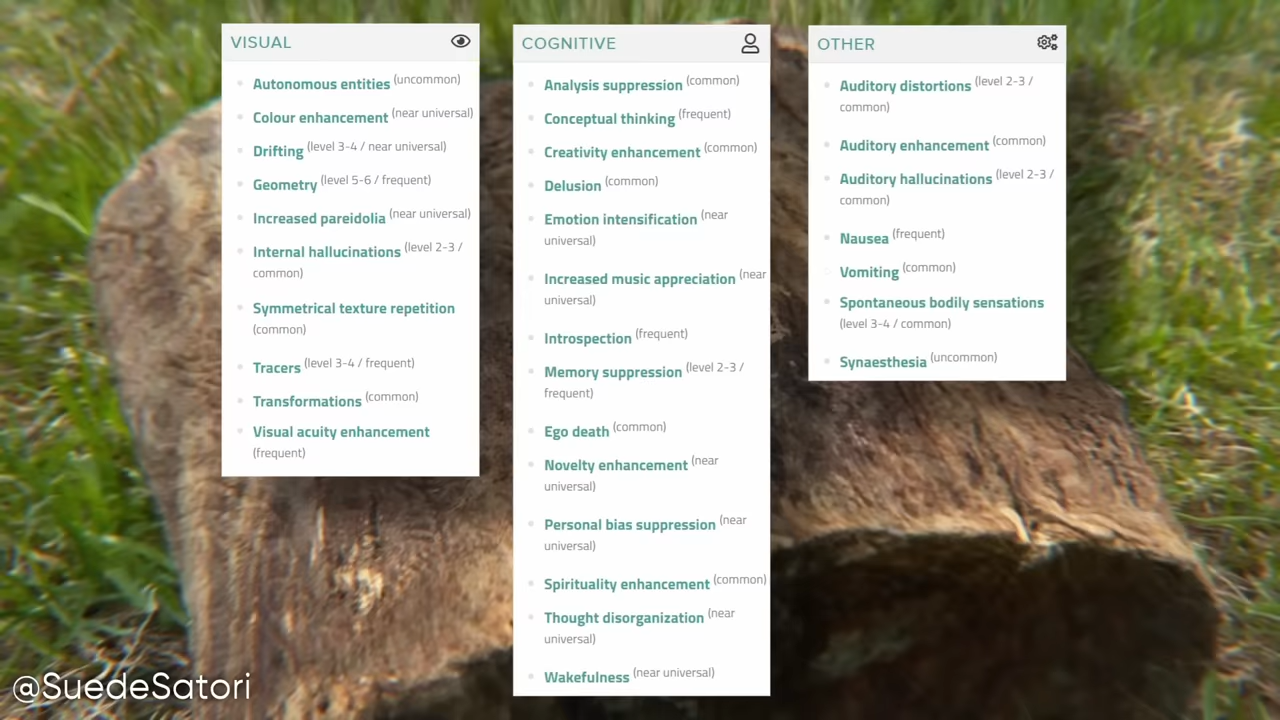 VISUAL
Autonomous entities (uncommon)
Colour enhancement (near universal)
Drifting (level 3-4 / near universal)
Geometry (level 5-6 / frequent)
Increased pareidolia (near universal)
Internal hallucinations (level 2-3 /
common)
Symmetrical texture repetition
(common)
Tracers (level 3-4 / frequent)
Transformations (common)
Visual acuity enhancement
(frequent)
COGNITIVE
Analysis suppression (common)
Conceptual thinking (frequent)
Creativity enhancement (common)
Delusion (common)
Emotion intensification (near
universal)
Increased music appreciation (near
universal)
Introspection (frequent)
Memory suppression (level 2-3 /
frequent)
Ego death (common)
Novelty enhancement (near
universal)
Personal bias suppression (near
universal)
Spirituality enhancement (common)
Thought disorganization (near
universal)
Wakefulness (near universal)
OTHER
Auditory distortions (level 2-3 /
common)
Auditory enhancement (common)
Auditory hallucinations (level 2-3 /
common)
Nausea (frequent)
Vomiting (common)
Spontaneous bodily sensations
(level 3-4 / common)
Synaesthesia (uncommon)
@SuedeSatori